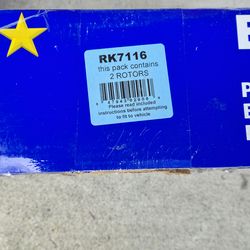 RK7116
this pack contains
2 ROTORS
Please read included
instructions before attempting
to fit to vehicle